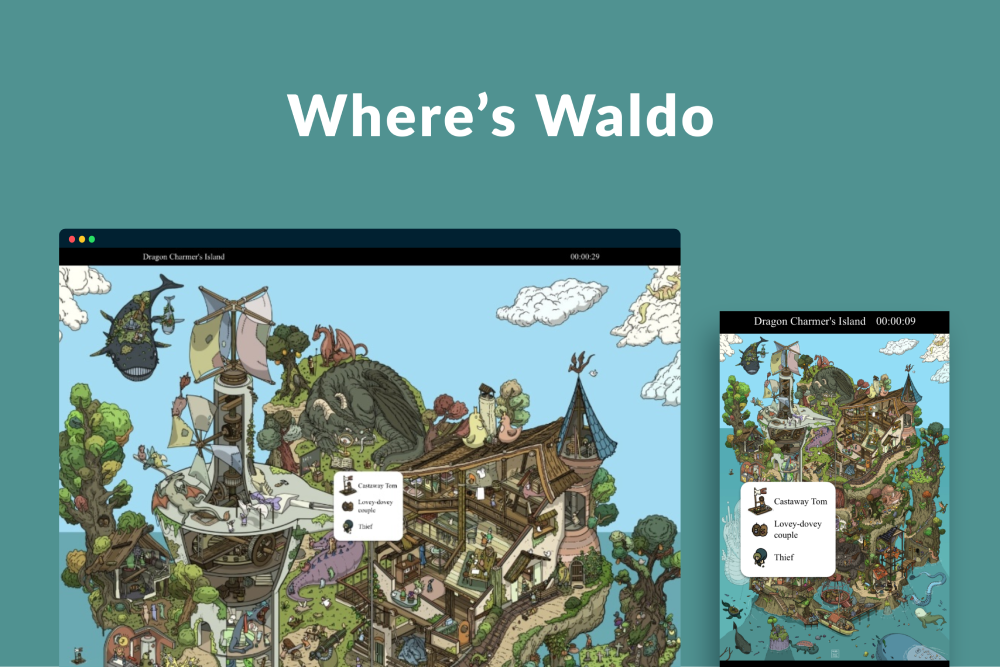 Where’s Waldo
Dragon Charmer's Island 00:00:29
Castaway Tom
Lovey-dovey
couple
Thief
Dragon Charmer's Island 00:00:09
Castaway Tom
Lovey-dovey
couple
Thief